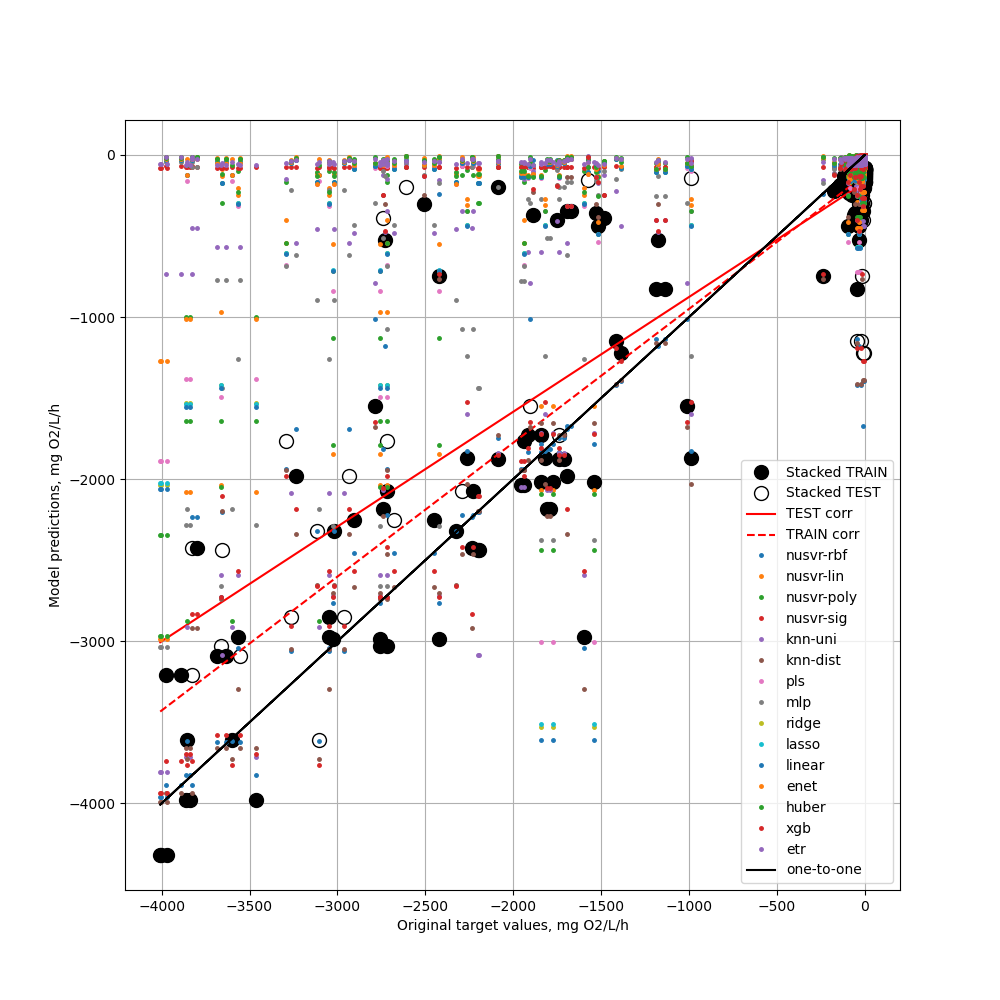 0
−1000
−2000
−3000
−4000
Model predictions, mg O2/L/h
−4000
−3500
−3000
−2500
−2000
−1500
−1000
−500
0
Original target values, mg O2/L/h
Stacked TRAIN
Stacked TEST
TEST corr
TRAIN corr
nusvr-rbf
nusvr-lin
nusvr-poly
nusvr-sig
knn-uni
knn-dist
pls
mlp
ridge
lasso
linear
enet
huber
xgb
etr
one-to-one